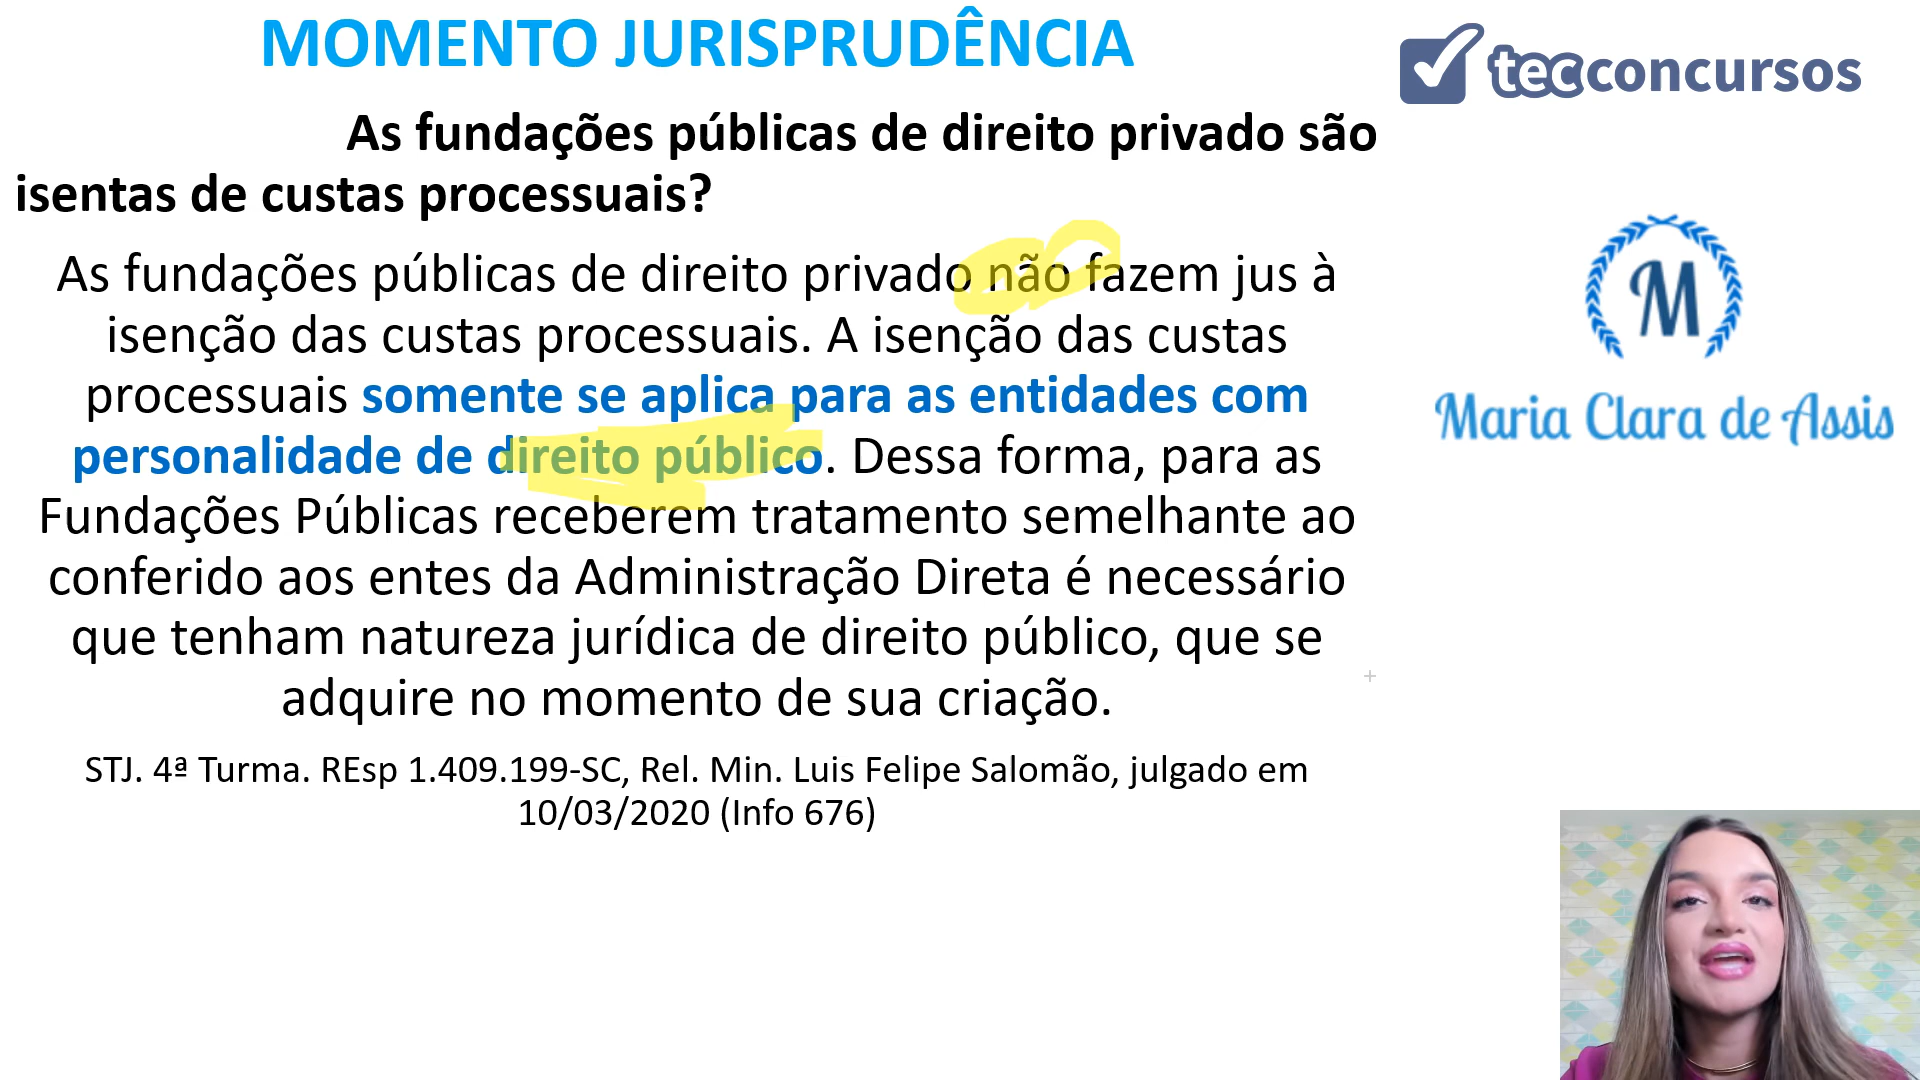 MOMENTO JURISPRUDÊNCIA
tecconcursos
As fundações públicas de direito privado são
isentas de custas processuais?
As fundações públicas de direito privado não fazem jus à
isenção das custas processuais. A isenção das custas
processuais somente se aplica para as entidades com
personalidade de direito público. Dessa forma, para as
Fundações Públicas receberem tratamento semelhante ao
conferido aos entes da Administração Direta é necessário
que tenham natureza jurídica de direito público, que se
adquire no momento de sua criação.
STJ. 4ª Turma. REsp 1.409.199-SC, Rel. Min. Luis Felipe Salomão, julgado em
10/03/2020 (Info 676)
M
Maria Clara de Assis